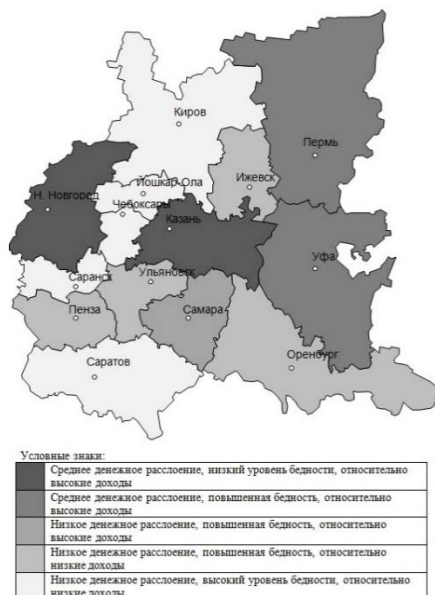 Киров
Пермь
Ижевск
Йошкар-Ола
Н. Новгород
Чебоксары
Казань
Уфа
Саранск
Ульяновск
Пенза
Самара
Оренбург
Саратов
Условные знаки:
Среднее денежное расслоение, низкий уровень бедности, относительно
высокие доходы
Среднее денежное расслоение, повышенная бедность, относительно
высокие доходы
Низкое денежное расслоение, повышенная бедность, относительно
высокие доходы
Низкое денежное расслоение, повышенная бедность, относительно
низкие доходы
Низкое денежное расслоение, высокий уровень бедности, относительно
низкие доходы